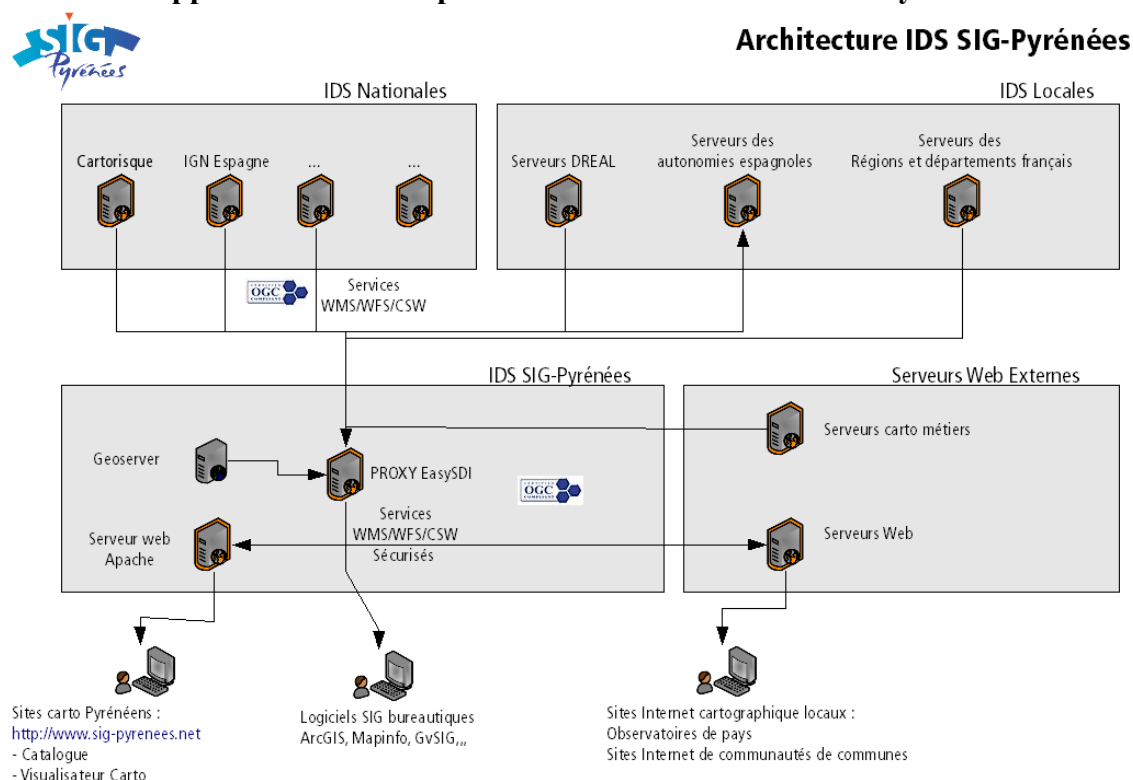 SIG
Pyrénées
Architecture IDS SIG-Pyrénées
IDS Nationales
Cartorisque
IGN Espagne
...
...
IDS Locales
Serveurs DREAL
Serveurs des
autonomies espagnoles
Serveurs des
Régions et départements français
OGC
Services
WMS/WFS/CSW
IDS SIG-Pyrénées
Geoserver
PROXY EasySDI
OGC
Services
WMS/WFS/CSW
Sécurisés
Serveur web
Apache
Serveurs Web Externes
Serveurs carto métiers
Serveurs Web
Sites carto Pyrénéens :
http://www.sig-pyrenees.net
- Catalogue
- Visualisateur Carto
Logiciels SIG bureautiques
ArcGIS, Mapinfo, GvSIG,,,
Sites Internet cartographique locaux :
Observatoires de pays
Sites Internet de communautés de communes